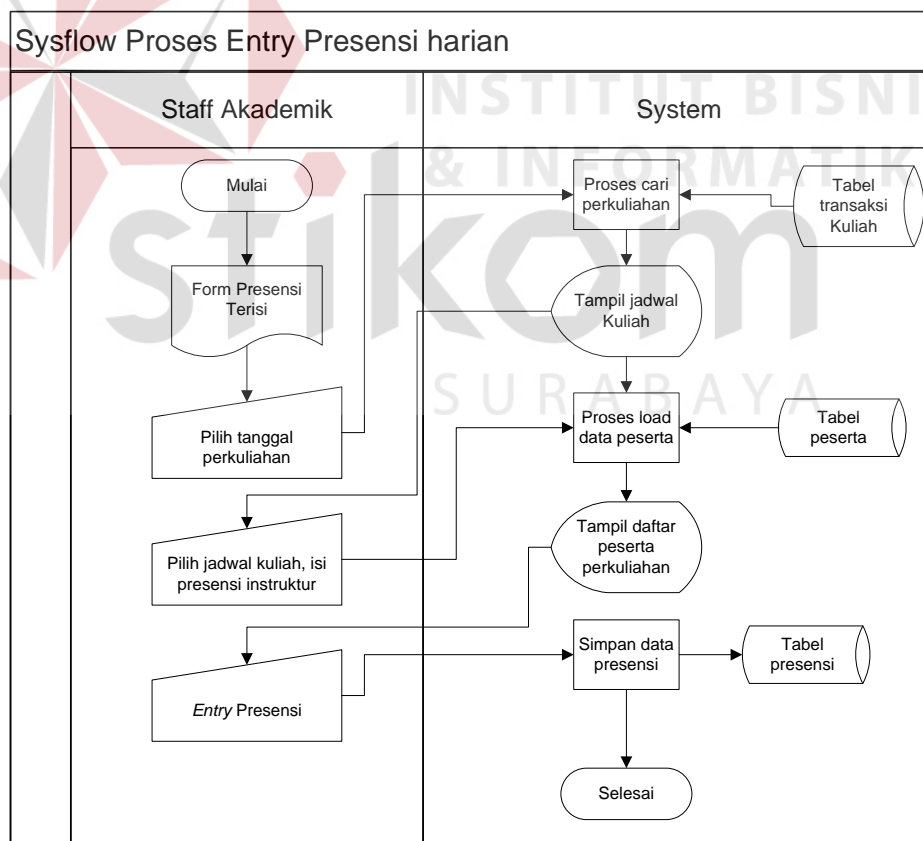 Sysflow Proses Entry Presensi harian
Staff Akademik
System
INSTITUT BISNI
& INFORMATIK
stikom
SURABAYA
Mulai
Proses cari
perkuliahan
Tabel
transaksi
Kuliah
Form Presensi
Terisi
Tampil jadwal
Kuliah
Pilih tanggal
perkuliahan
Proses load
data peserta
Tabel
peserta
Pilih jadwal kuliah, isi
presensi instruktur
Tampil daftar
peserta
perkuliahan
Entry Presensi
Simpan data
presensi
Tabel
presensi
Selesai